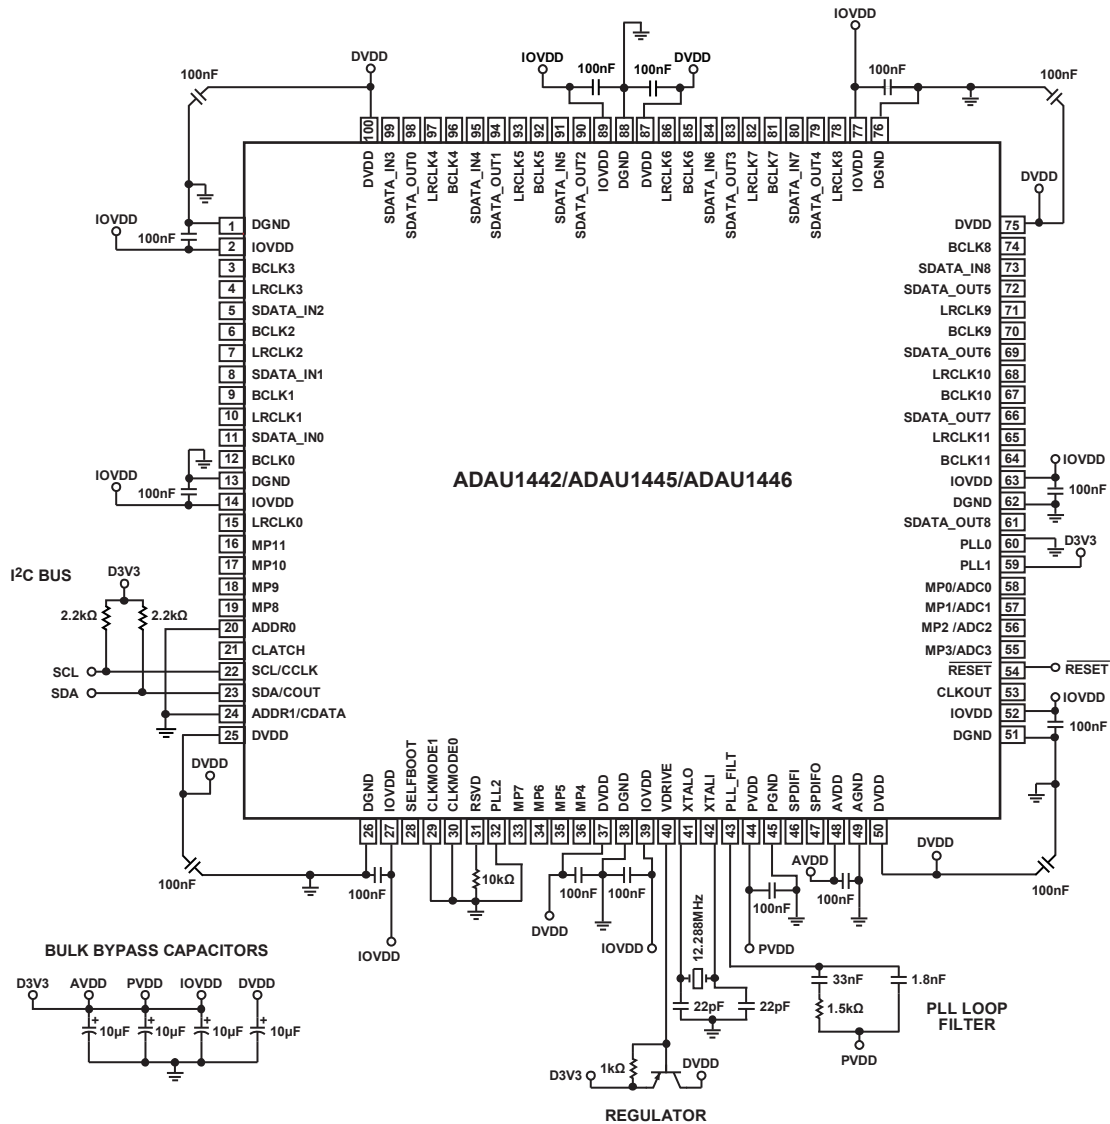 IOVDD
DVDD
100nF
IOVDD
100nF
100nF
DVDD
100nF
100nF
100
99
98
97
96
95
94
93
92
91
90
89
88
87
86
85
84
83
82
81
80
79
78
77
76
DVDD
SDATA_IN3
SDATA_OUT0
LRCLK4
BCLK4
SDATA_IN4
SDATA_OUT1
LRCLK5
BCLK5
SDATA_IN5
SDATA_OUT2
IOVDD
DGND
DVDD
LRCLK6
BCLK6
SDATA_IN6
SDATA_OUT3
LRCLK7
BCLK7
SDATA_IN7
SDATA_OUT4
LRCLK8
IOVDD
DGND
IOVDD
100nF
1 DGND
2 IOVDD
3 BCLK3
4 LRCLK3
5 SDATA_IN2
6 BCLK2
7 LRCLK2
8 SDATA_IN1
9 BCLK1
10 LRCLK1
11 SDATA_IN0
12 BCLK0
13 DGND
14 IOVDD
15 LRCLK0
16 MP11
17 MP10
18 MP9
19 MP8
20 ADDR0
21 CLATCH
22 SCL/CCLK
23 SDA/COUT
24 ADDR1/CDATA
25 DVDD
IOVDD
100nF
I2C BUS
D3V3
2.2kΩ
2.2kΩ
SCL
SDA
DVDD
100nF
ADAU1442/ADAU1445/ADAU1446
DVDD
DVDD 75
BCLK8 74
SDATA_IN8 73
SDATA_OUT5 72
LRCLK9 71
BCLK9 70
SDATA_OUT6 69
LRCLK10 68
BCLK10 67
SDATA_OUT7 66
LRCLK11 65
BCLK11 64
IOVDD 63
DGND 62
SDATA_OUT8 61
PLL0 60
PLL1 59
MP0/ADC0 58
MP1/ADC1 57
MP2 /ADC2 56
MP3/ADC3 55
RESET 54
CLKOUT 53
IOVDD 52
DGND 51
IOVDD
100nF
D3V3
RESET
IOVDD
100nF
DGND
IOVDD
SELFBOOT
CLKMODE1
CLKMODE0
RSVD
PLL2
MP7
MP6
MP5
MP4
DVDD
DGND
IOVDD
VDRIVE
XTALO
XTALI
PLL_FILT
PVDD
PGND
SPDIFI
SPDIFO
AVDD
AGND
DVDD
26
27
28
29
30
31
32
33
34
35
36
37
38
39
40
41
42
43
44
45
46
47
48
49
50
100nF
IOVDD
10kΩ
100nF
100nF
DVDD
IOVDD
12.288MHz
22pF
22pF
100nF
PVDD
AVDD
100nF
DVDD
100nF
BULK BYPASS CAPACITORS
D3V3
AVDD
PVDD
IOVDD
DVDD
+
+
+
+
10µF
10µF
10µF
10µF
33nF
1.8nF
1.5kΩ
PLL LOOP
FILTER
PVDD
1kΩ
D3V3
DVDD
REGULATOR